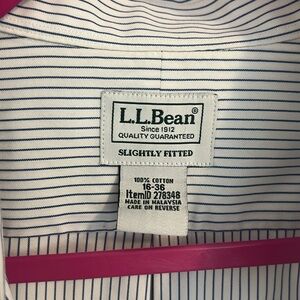 L.L.Bean
Since 1912
QUALITY GUARANTEED
SLIGHTLY FITTED
100% COTTON
16-36
ItemID 278348
MADE IN MALAYSIA
CARE ON REVERSE